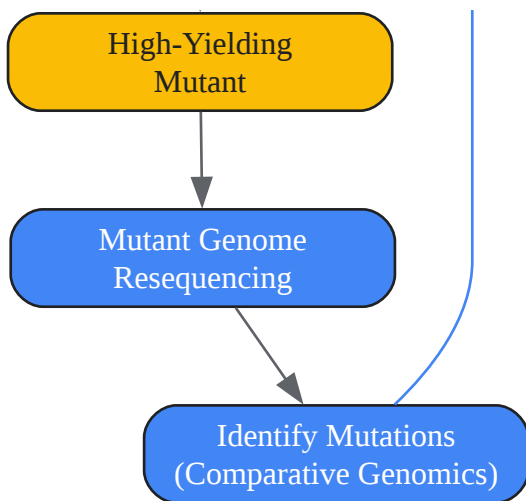 High-Yielding
Mutant
Mutant Genome
Resequencing
Identify Mutations
(Comparative Genomics)